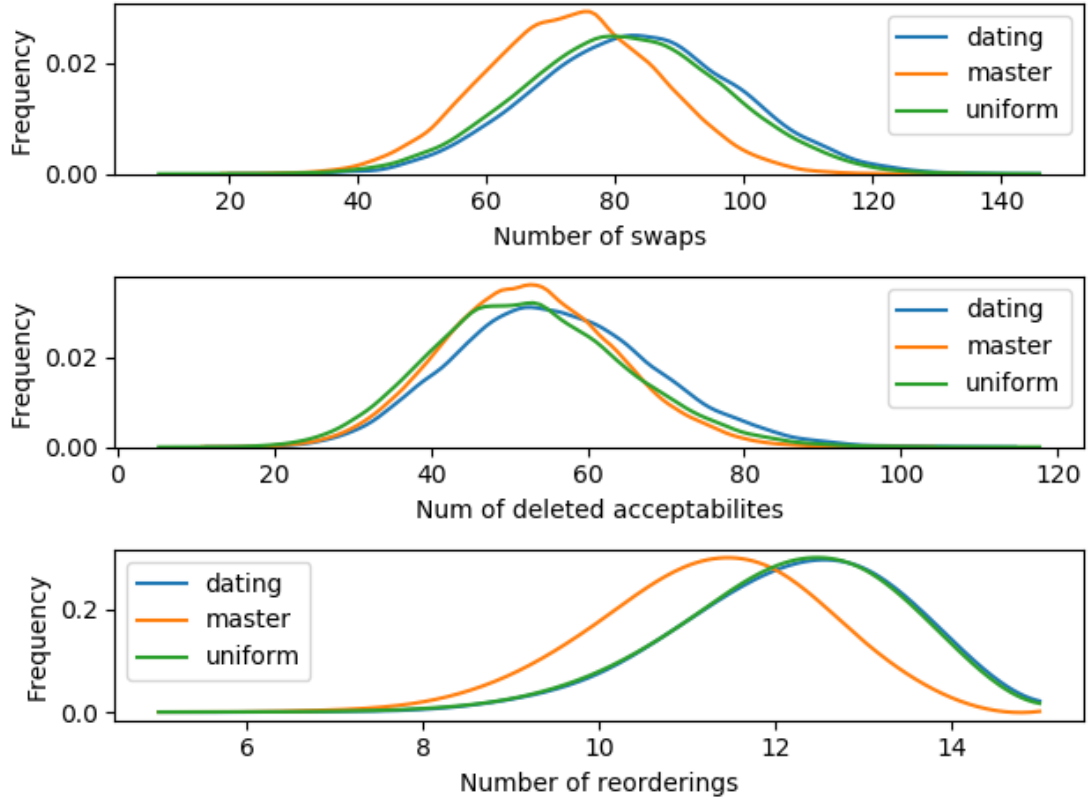 Frequency
0.02
0.00
dating
master
uniform
20 40 60 80 100 120 140
Number of swaps
Frequency
0.02
0.00
dating
master
uniform
0 20 40 60 80 100 120
Num of deleted acceptabilites
Frequency
0.2
0.0
dating
master
uniform
6 8 10 12 14
Number of reorderings